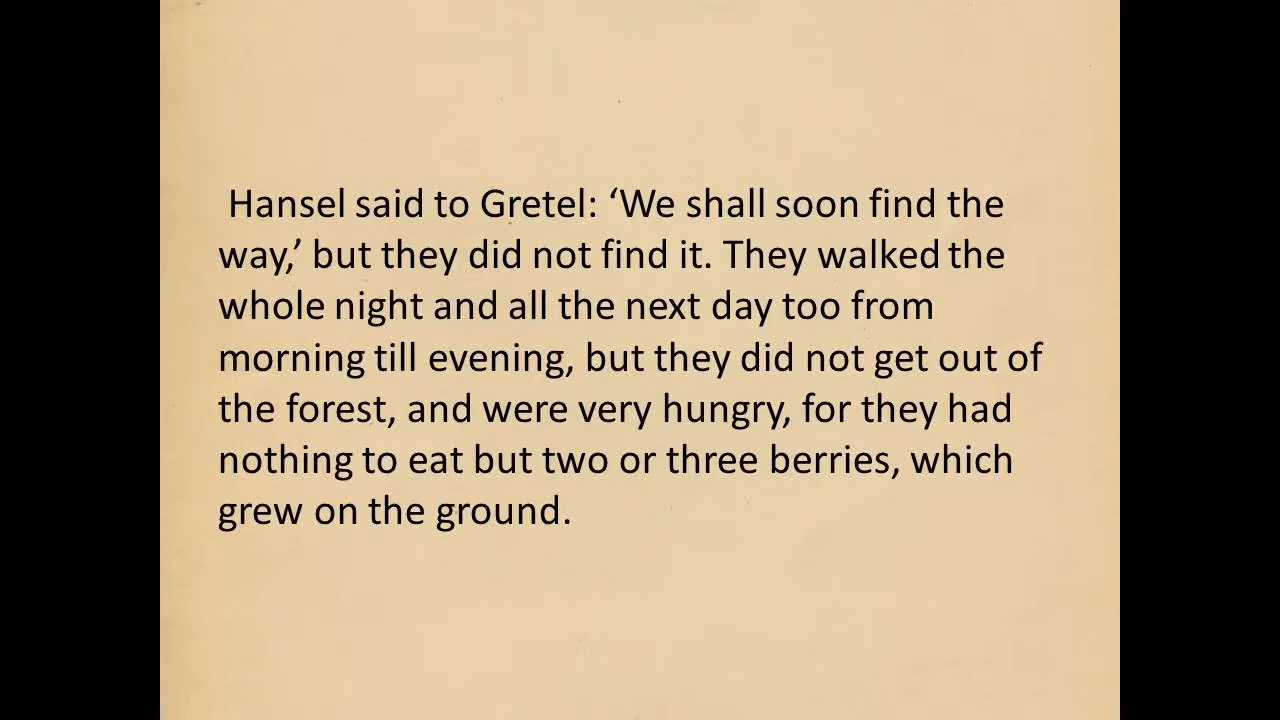 Hansel said to Gretel: ‘We shall soon find the
way,’ but they did not find it. They walked the
whole night and all the next day too from
morning till evening, but they did not get out of
the forest, and were very hungry, for they had
nothing to eat but two or three berries, which
grew on the ground.